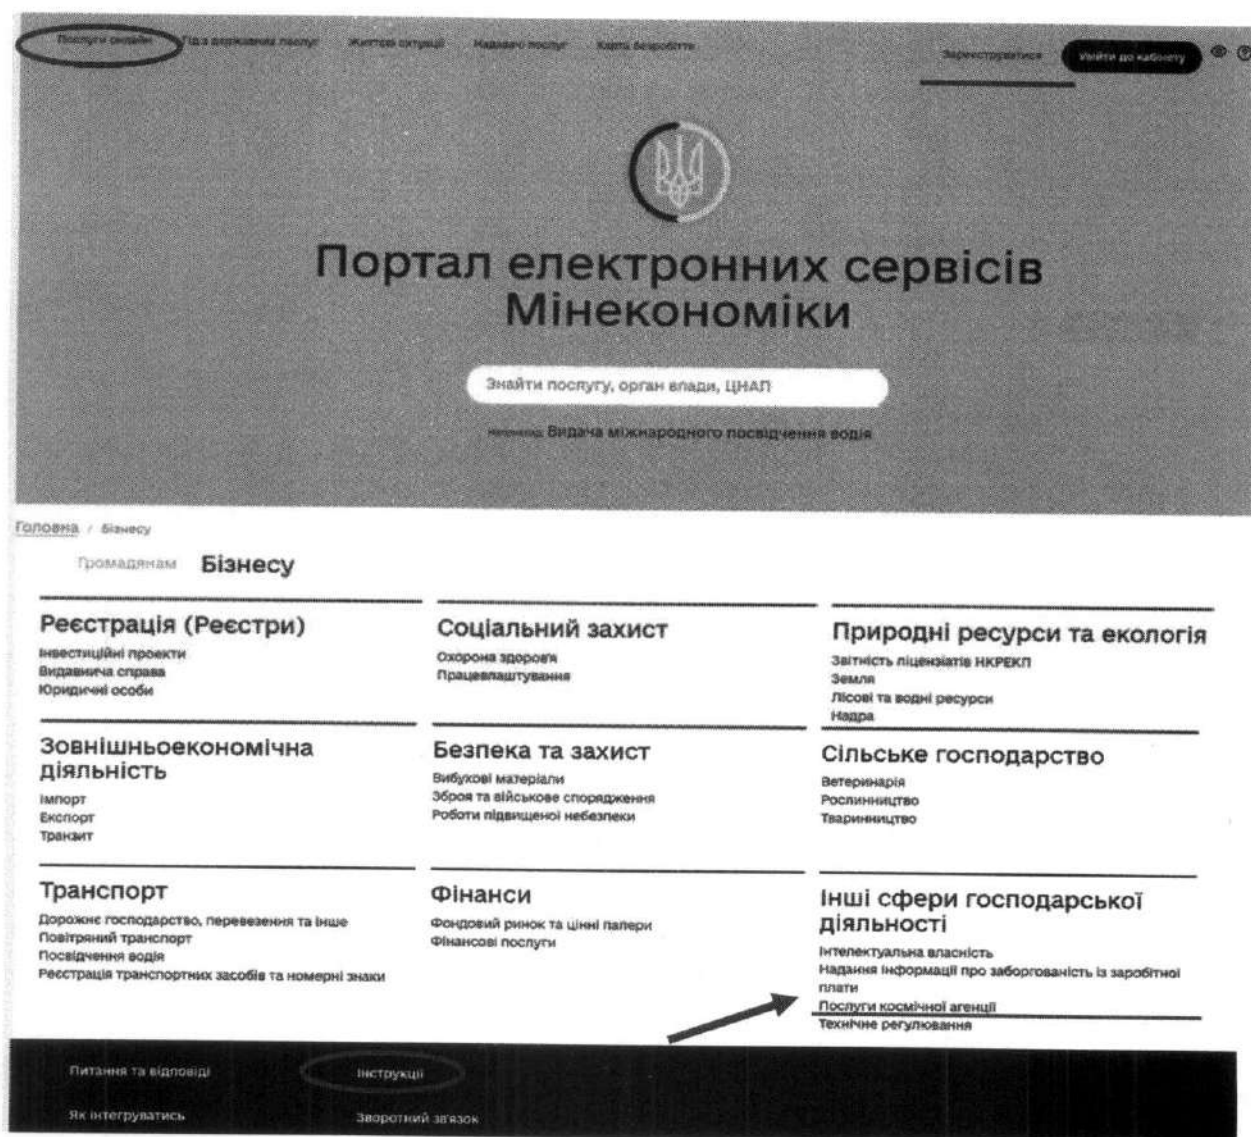 Послуги онлайн Гід з державних послуг Життєві ситуації Надавачі послуг Карта безробіття
Зареєструватися Увійти до кабінету
Портал електронних сервісів
Мінекономіки
Знайти послугу, орган влади, ЦНАП
Наприклад: Видача міжнародного посвідчення водія
Головна / Бізнесу
Громадянам Бізнесу
Реєстрація (Реєстри)
Інвестиційні проекти
Видавнича справа
Юридичні особи
Соціальний захист
Охорона здоров'я
Працевлаштування
Природні ресурси та екологія
Звітність ліцензіатів НКРЕКП
Земля
Лісові та водні ресурси
Надра
Зовнішньоекономічна
діяльність
Імпорт
Експорт
Транзит
Безпека та захист
Вибухові матеріали
Зброя та військове спорядження
Роботи підвищеної небезпеки
Сільське господарство
Ветеринарія
Рослинництво
Тваринництво
Транспорт
Дорожнє господарство, перевезення та інше
Повітряний транспорт
Посвідчення водія
Реєстрація транспортних засобів та номерні знаки
Фінанси
Фондовий ринок та цінні папери
Фінансові послуги
Інші сфери господарської
діяльності
Інтелектуальна власність
Надання інформації про заборгованість із заробітної
плати
Послуги космічної агенції
Технічне регулювання
Питання та відповіді
Інструкції
Як інтегруватись
Зворотний зв'язок